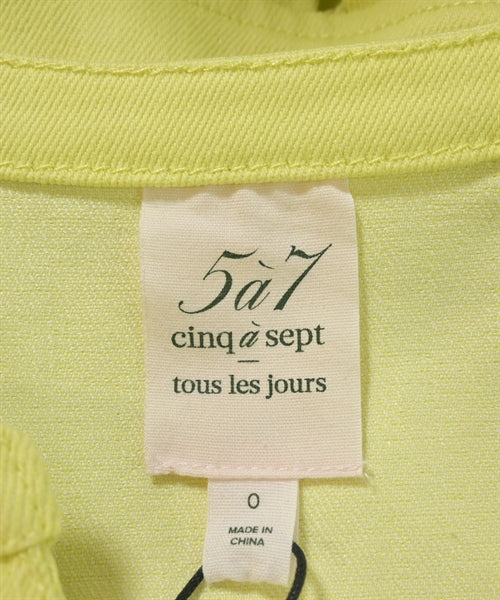 5à7
cinq à sept
tous les jours
0
MADE IN
CHINA